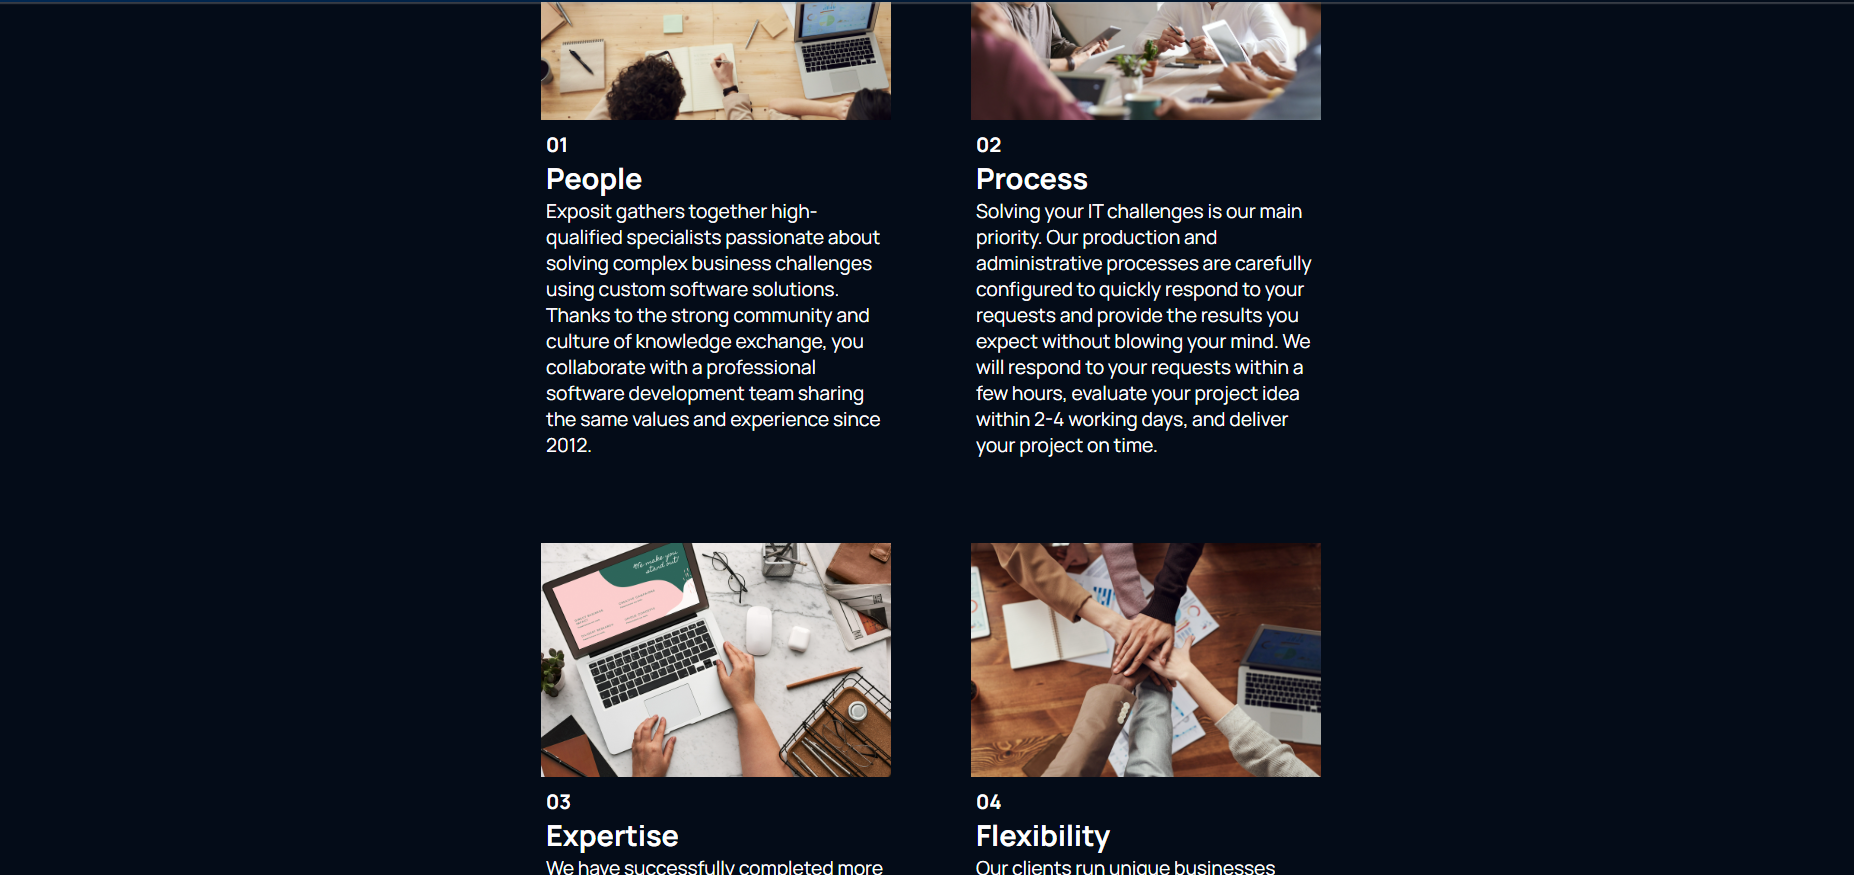 01
People
Exposit gathers together high-
qualified specialists passionate about
solving complex business challenges
using custom software solutions.
Thanks to the strong community and
culture of knowledge exchange, you
collaborate with a professional
software development team sharing
the same values and experience since
2012.
02
Process
Solving your IT challenges is our main
priority. Our production and
administrative processes are carefully
configured to quickly respond to your
requests and provide the results you
expect without blowing your mind. We
will respond to your requests within a
few hours, evaluate your project idea
within 2-4 working days, and deliver
your project on time.
We make you
stand out!
03
Expertise
We have successfully completed more
04
Flexibility
Our clients run unique businesses